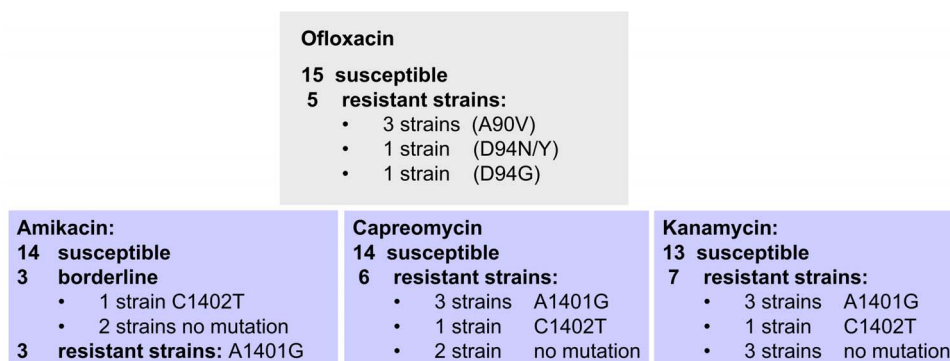 Ofloxacin
15 susceptible
5 resistant strains:
• 3 strains (A90V)
• 1 strain (D94N/Y)
• 1 strain (D94G)
Amikacin:
14 susceptible
3 borderline
• 1 strain C1402T
• 2 strains no mutation
3 resistant strains: A1401G
Capreomycin
14 susceptible
6 resistant strains:
• 3 strains A1401G
• 1 strain C1402T
• 2 strain no mutation
Kanamycin:
13 susceptible
7 resistant strains:
• 3 strains A1401G
• 1 strain C1402T
• 3 strains no mutation